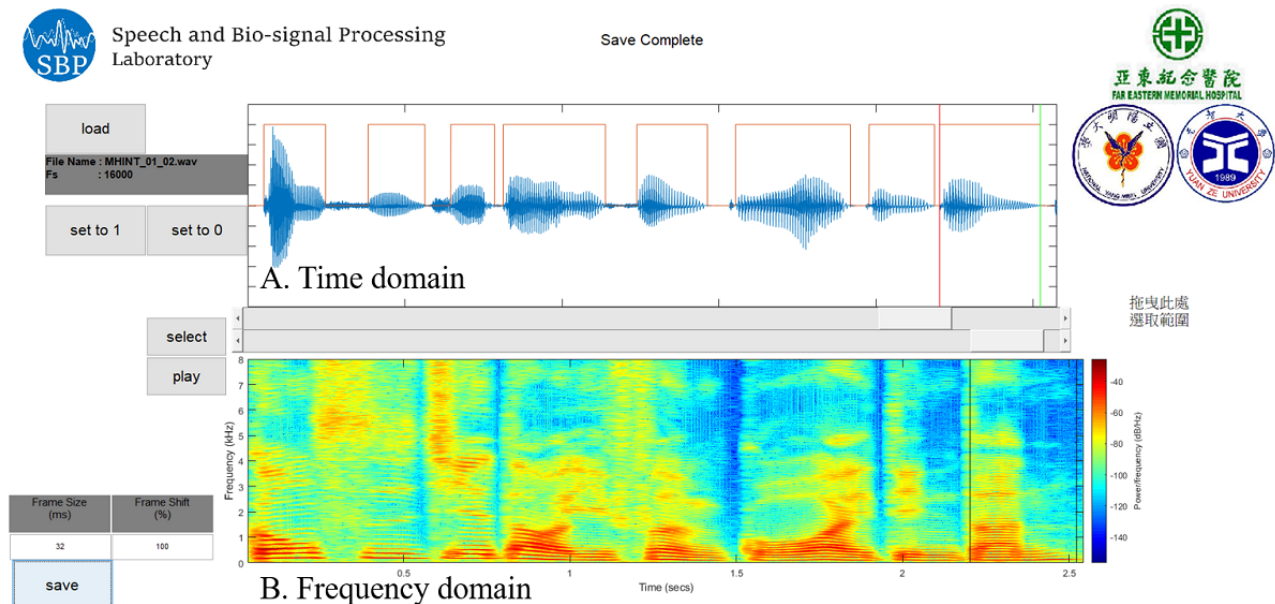 SBP
Speech and Bio-signal Processing
Laboratory
Save Complete
亞東紀念醫院
FAR EASTERN MEMORIAL HOSPITAL
NATIONAL YANG-MING UNIVERSITY
1989
YUAN ZE UNIVERSITY
load
File Name : MHINT_01_02.wav
Fs : 16000
set to 1
set to 0
A. Time domain
拖曳此處
選取範圍
select
play
8
7
6
5
4
3
2
1
0
Frequency (kHz)
0.5
1
1.5
2
2.5
Time (secs)
-40
-60
-80
-100
-120
-140
Power/frequency (dB/Hz)
Frame Size
(ms)
Frame Shift
(%)
32
100
save
B. Frequency domain